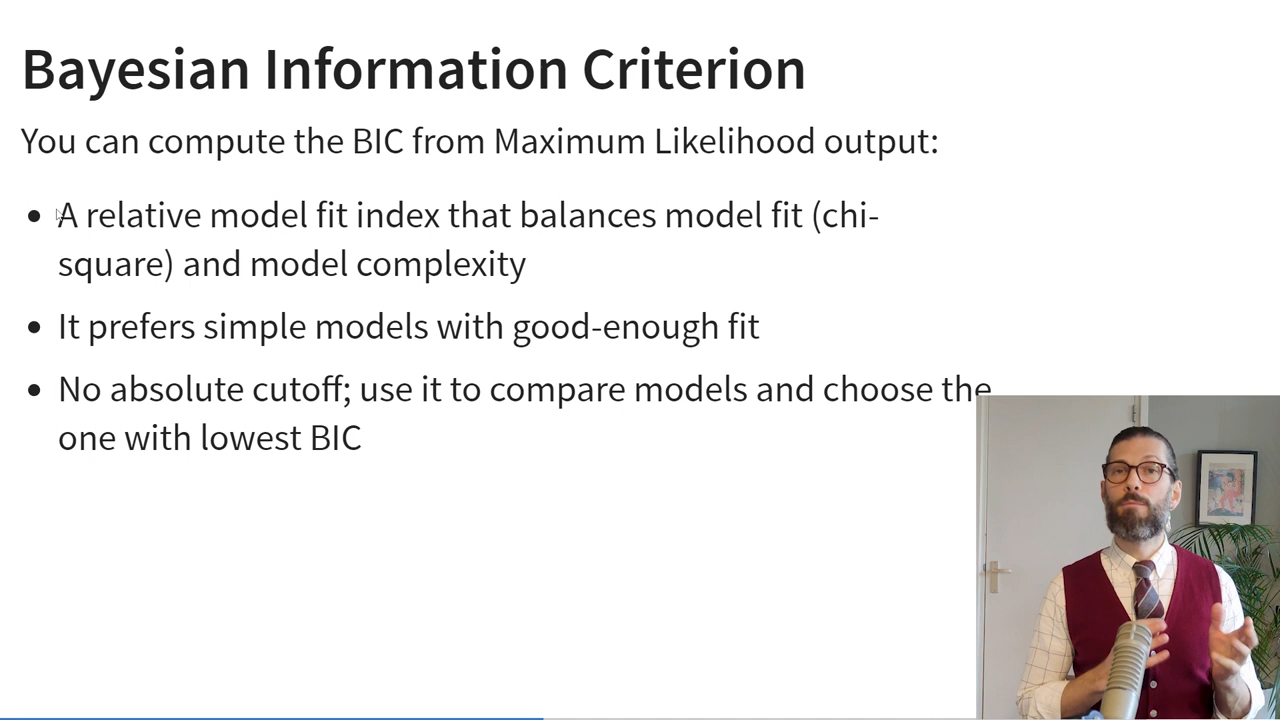 Bayesian Information Criterion
You can compute the BIC from Maximum Likelihood output:
• A relative model fit index that balances model fit (chi-
square) and model complexity
• It prefers simple models with good-enough fit
• No absolute cutoff; use it to compare models and choose the
one with lowest BIC